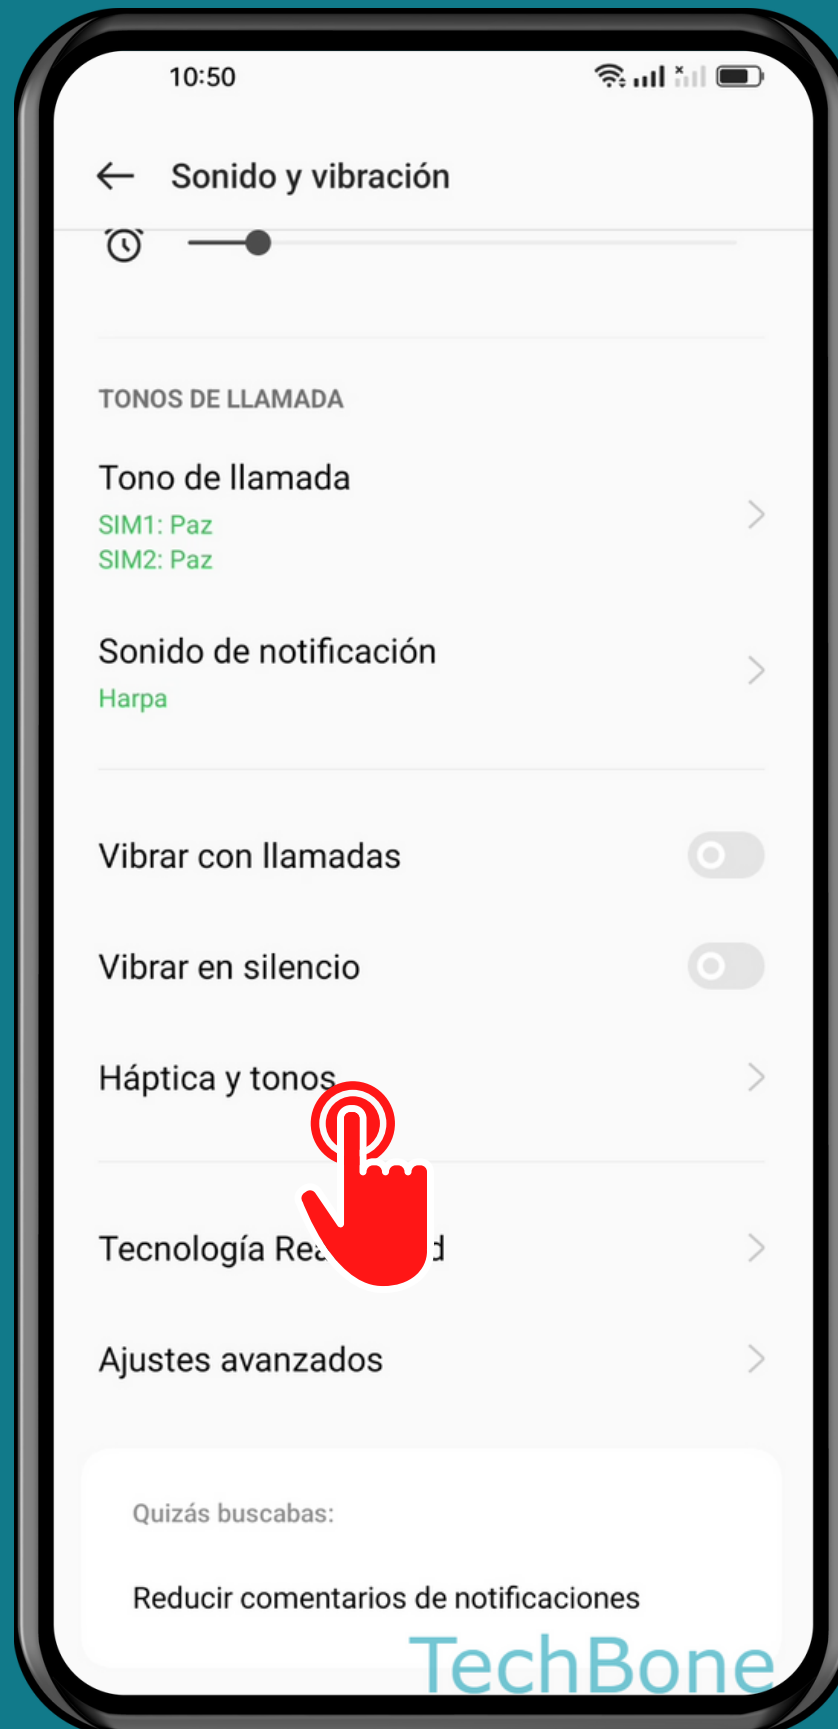 10:50
Sonido y vibración
TONOS DE LLAMADA
Tono de llamada
SIM1: Paz
SIM2: Paz
Sonido de notificación
Harpa
Vibrar con llamadas
Vibrar en silencio
Háptica y tonos
Tecnología
Ajustes avanzados
Quizás buscabas:
Reducir comentarios de notificaciones
TechBone